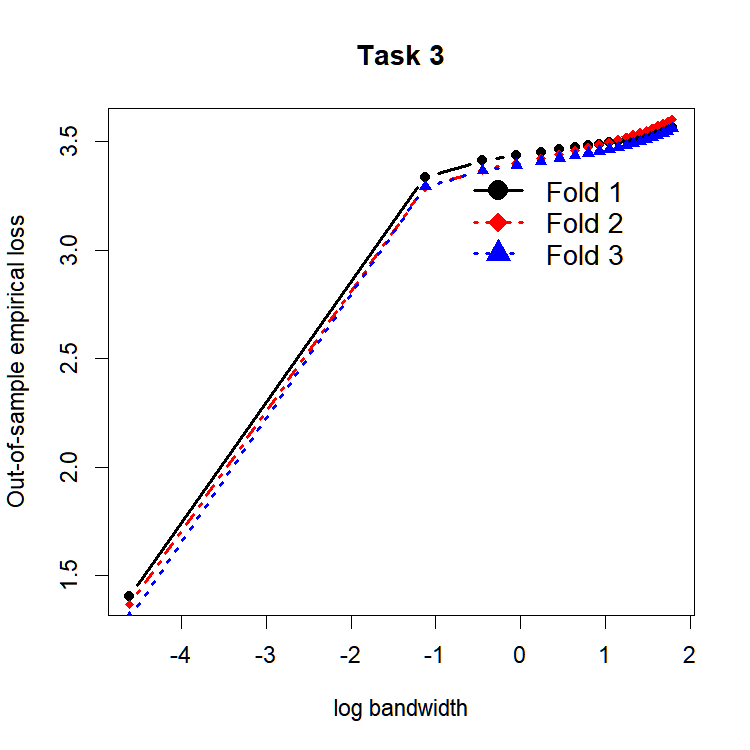 Task 3
Out-of-sample empirical loss
3.5
3.0
2.5
2.0
1.5
Fold 1
Fold 2
Fold 3
-4 -3 -2 -1 0 1 2
log bandwidth